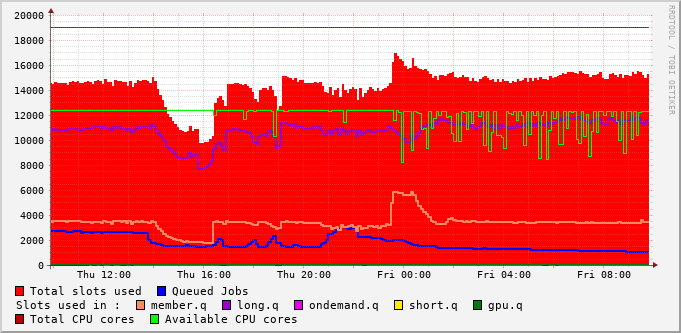 20000
18000
16000
14000
12000
10000
8000
6000
4000
2000
0
Thu 12:00 Thu 16:00 Thu 20:00 Fri 00:00 Fri 04:00 Fri 08:00
Total slots used Queued Jobs
Slots used in : member.q long.q ondemand.q short.q gpu.q
Total CPU cores Available CPU cores
RRDTOOL / TOBI OETIKER